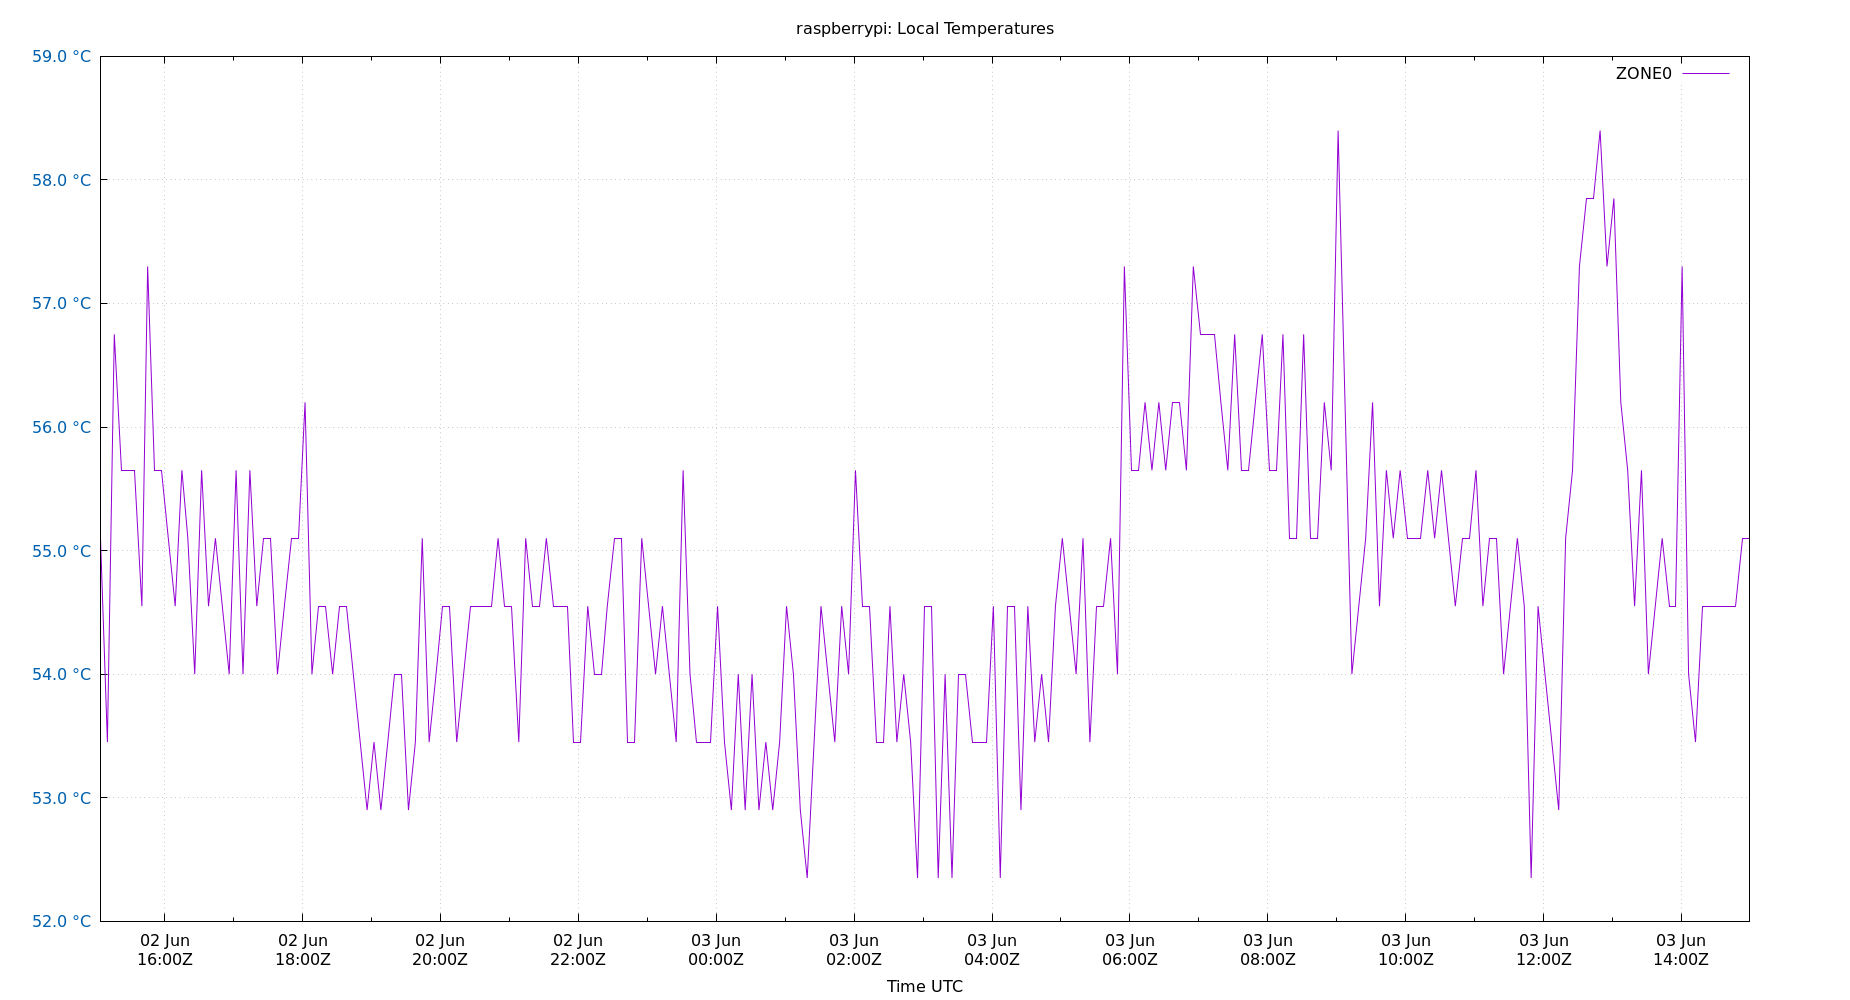 raspberrypi: Local Temperatures
59.0 °C
ZONE0
58.0 °C
57.0 °C
56.0 °C
55.0 °C
54.0 °C
53.0 °C
52.0 °C
02 Jun 02 Jun 02 Jun 02 Jun 03 Jun 03 Jun 03 Jun 03 Jun 03 Jun 03 Jun 03 Jun 03 Jun
16:00Z 18:00Z 20:00Z 22:00Z 00:00Z 02:00Z 04:00Z 06:00Z 08:00Z 10:00Z 12:00Z 14:00Z
Time UTC